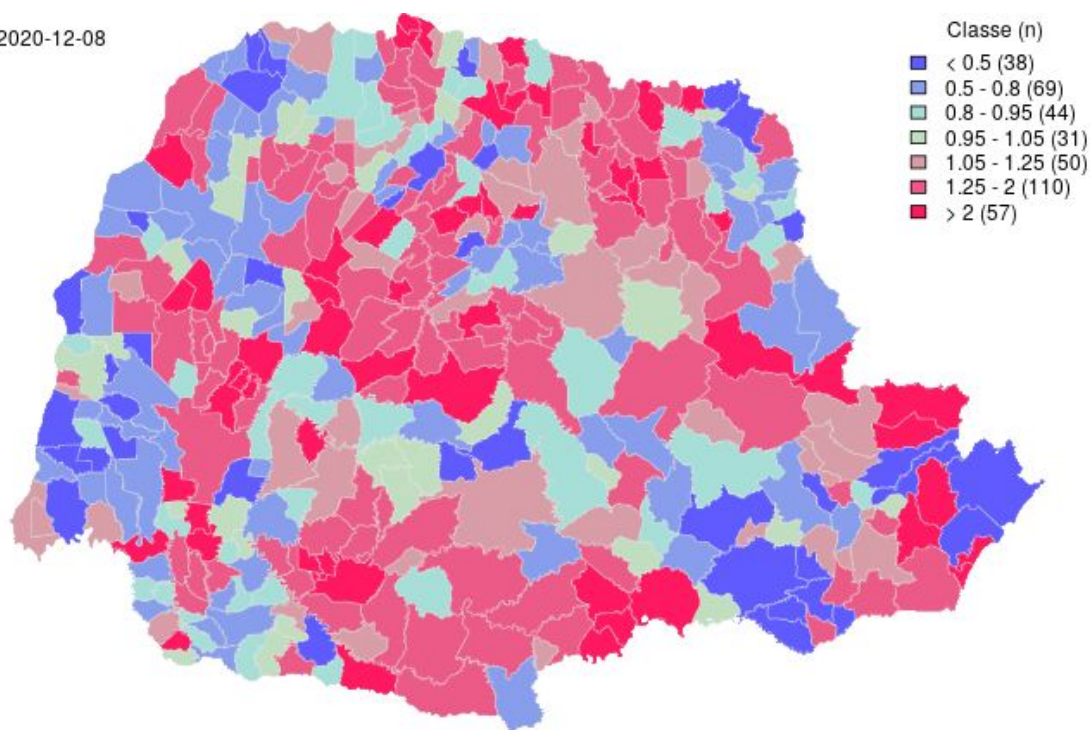 2020-12-08
Classe (n)
< 0.5 (38)
0.5 - 0.8 (69)
0.8 - 0.95 (44)
0.95 - 1.05 (31)
1.05 - 1.25 (50)
1.25 - 2 (110)
> 2 (57)